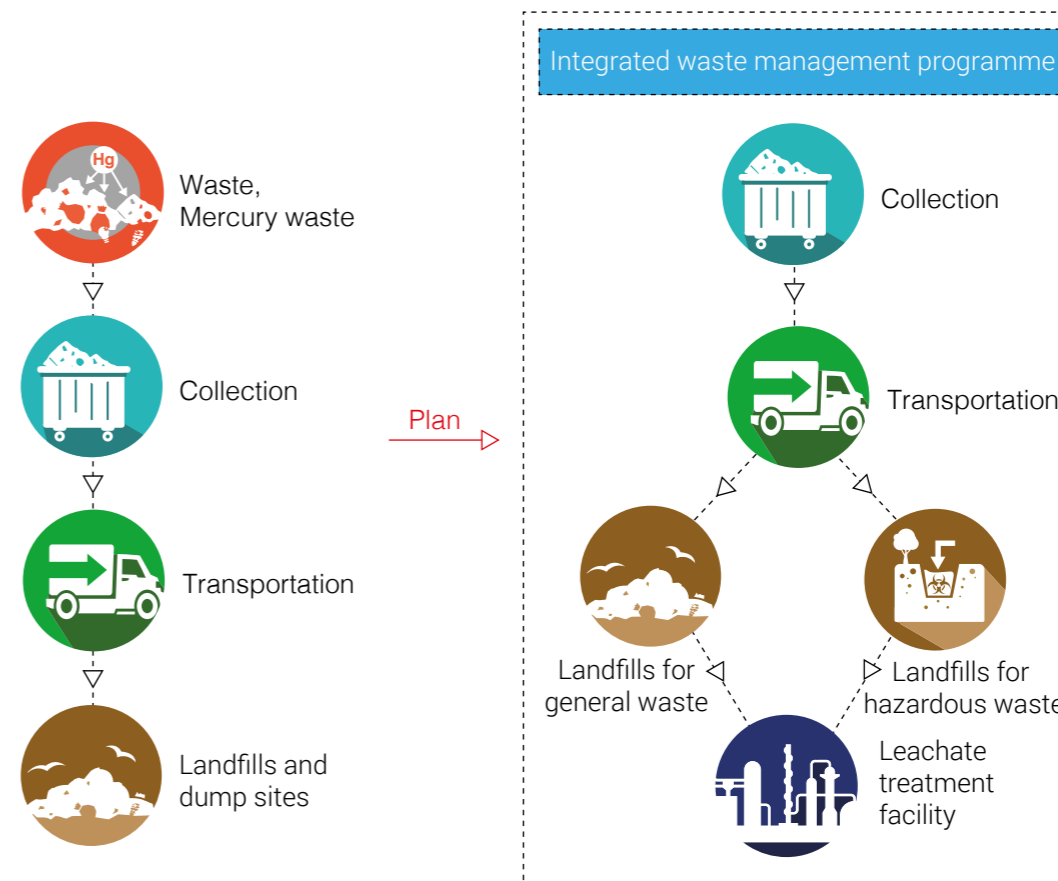 Integrated waste management programme
Hg
Waste,
Mercury waste
Collection
Transportation
Landfills and
dump sites
Plan
Collection
Transportation
Landfills for
general waste
Landfills for
hazardous waste
Leachate
treatment
facility